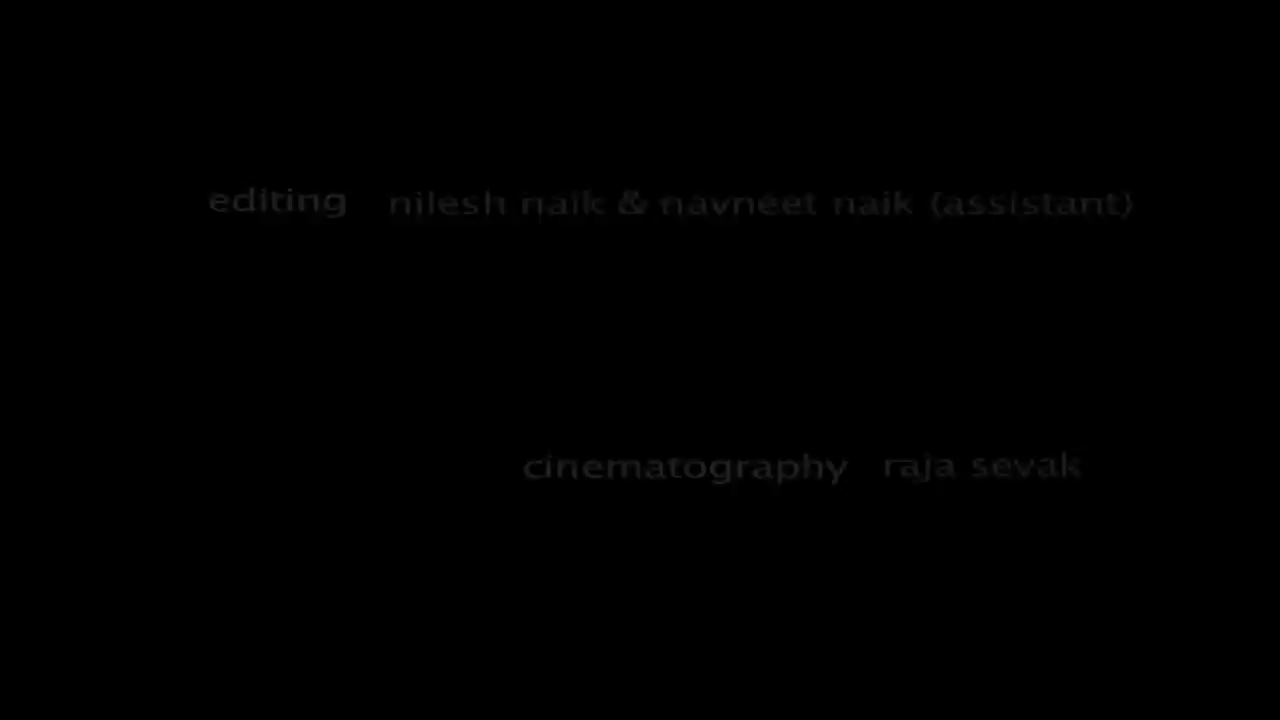 editing nilesh naik & navneet naik (assistant)
cinematography raja sevak